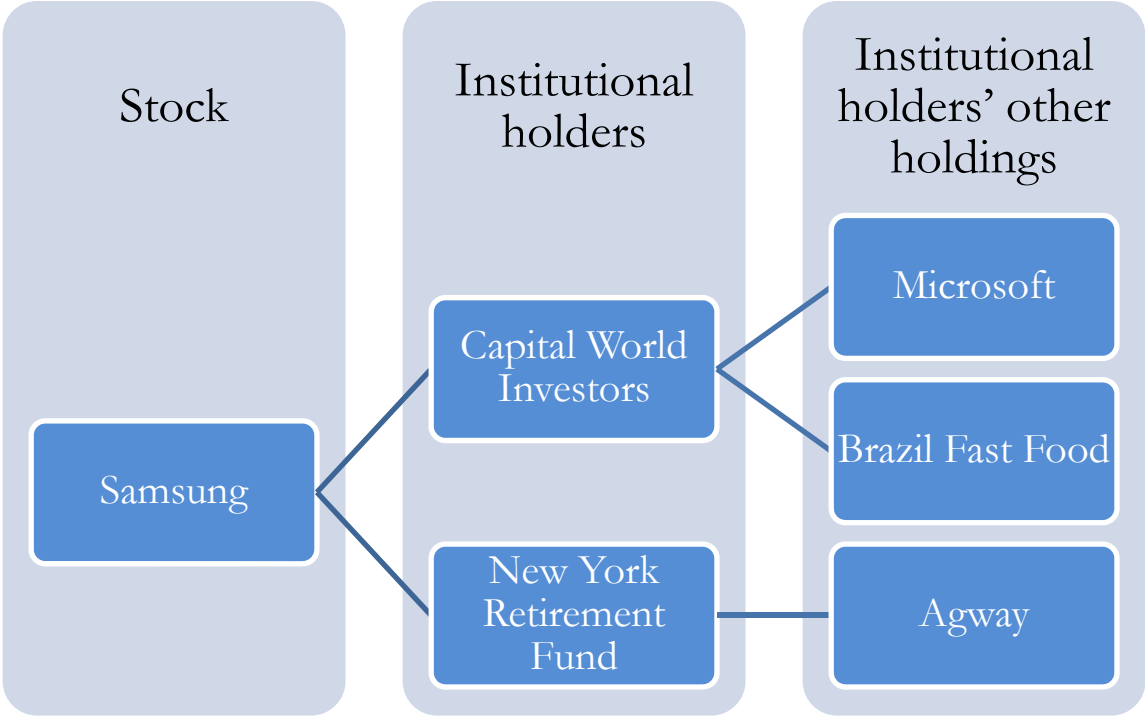 Stock
Institutional
holders
Institutional
holders’ other
holdings
Samsung
Capital World
Investors
New York
Retirement
Fund
Microsoft
Brazil Fast Food
Agway